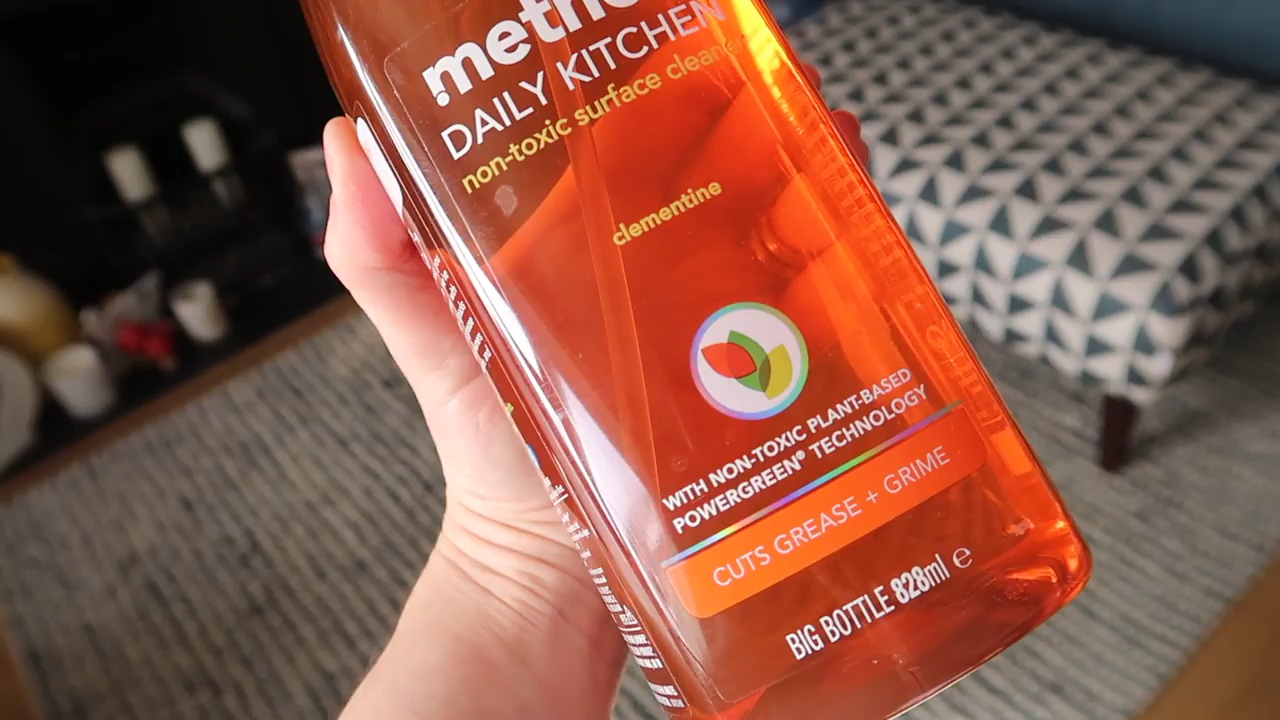 method
DAILY KITCHEN
non-toxic surface cleaner
clementine
WITH NON-TOXIC PLANT-BASED
POWERGREEN® TECHNOLOGY
CUTS GREASE + GRIME
BIG BOTTLE 828ml ℮